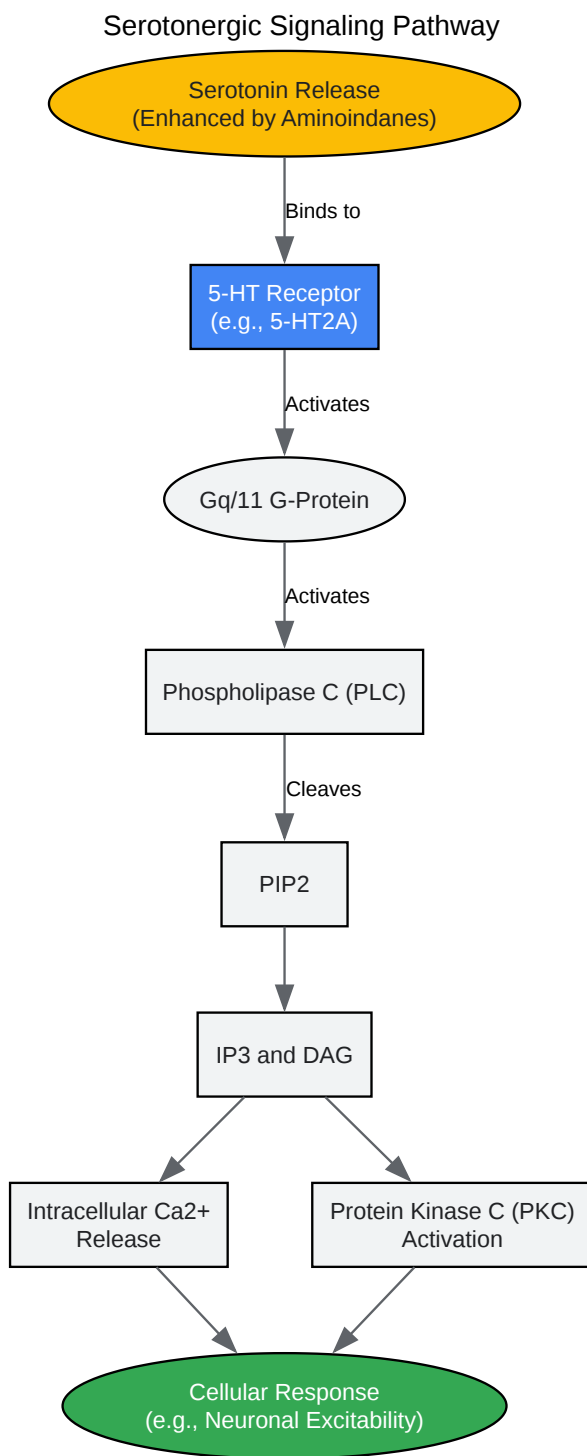 Serotonergic Signaling Pathway
Serotonin Release
(Enhanced by Aminoindanes)
Binds to
5-HT Receptor
(e.g., 5-HT2A)
Activates
Gq/11 G-Protein
Activates
Phospholipase C (PLC)
Cleaves
PIP2
IP3 and DAG
Intracellular Ca2+
Release
Protein Kinase C (PKC)
Activation
Cellular Response
(e.g., Neuronal Excitability)